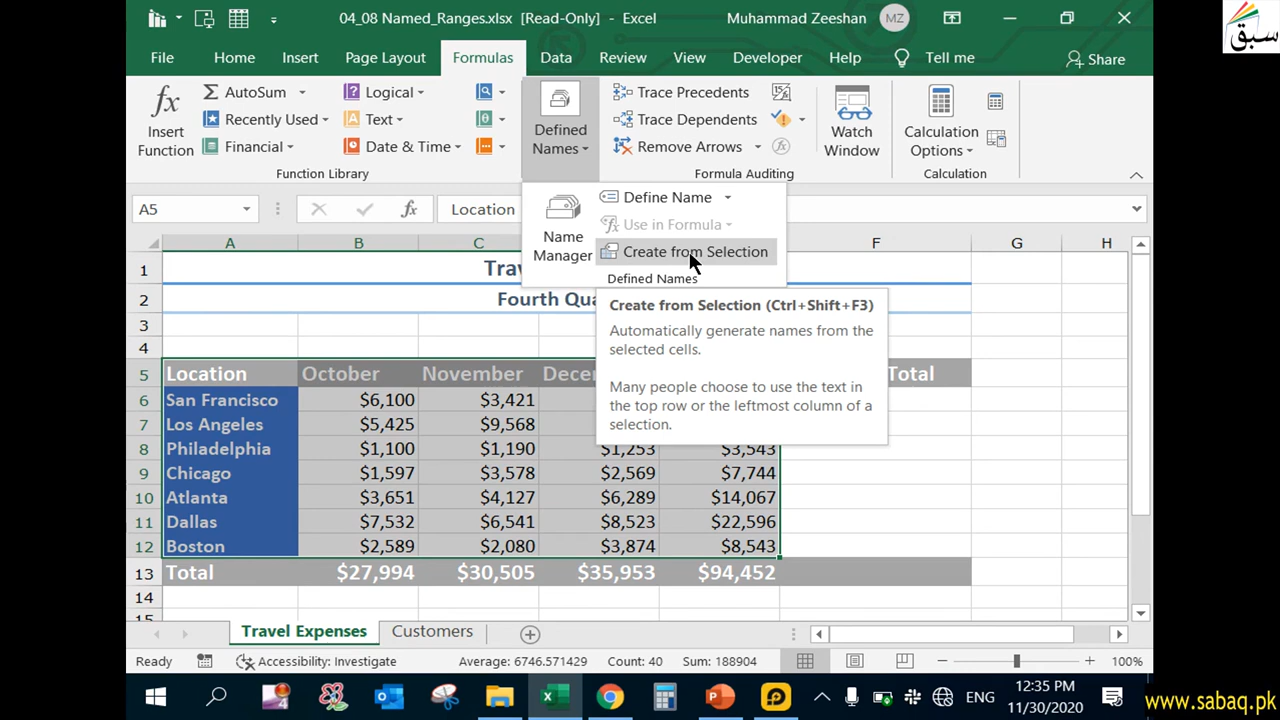 04_08 Named_Ranges.xlsx [Read-Only] - Excel
Muhammad Zeeshan
MZ
سبق
File Home Insert Page Layout Formulas Data Review View Developer Help Tell me Share
Insert Function
AutoSum
Recently Used
Financial
Logical
Text
Date & Time
Function Library
Defined Names
Trace Precedents
Trace Dependents
Remove Arrows
Formula Auditing
Watch Window
Calculation Options
Calculation
A5
fx
Location
Name Manager
Define Name
Use in Formula
Create from Selection
Defined Names
Create from Selection (Ctrl+Shift+F3)
Automatically generate names from the
selected cells.
Many people choose to use the text in
the top row or the leftmost column of a
selection.
A B C F G H
1
2 Fourth
3
4
5 Location October November Total
6 San Francisco $6,100 $3,421
7 Los Angeles $5,425 $9,568
8 Philadelphia $1,100 $1,190 $1,253 $3,543
9 Chicago $1,597 $3,578 $2,569 $7,744
10 Atlanta $3,651 $4,127 $6,289 $14,067
11 Dallas $7,532 $6,541 $8,523 $22,596
12 Boston $2,589 $2,080 $3,874 $8,543
13 Total $27,994 $30,505 $35,953 $94,452
14
15
Travel Expenses Customers
Ready Accessibility: Investigate Average: 6746.571429 Count: 40 Sum: 188904 100%
ENG
12:35 PM
11/30/2020
www.sabaq.pk